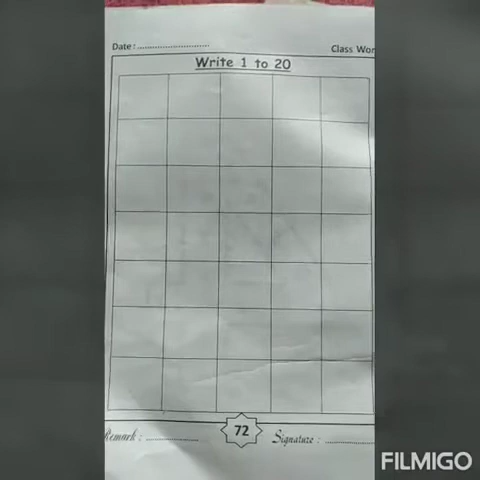 Date : ............................ Class Wor
Write 1 to 20
Remark : ................ 72 Signature : ................
FILMIGO